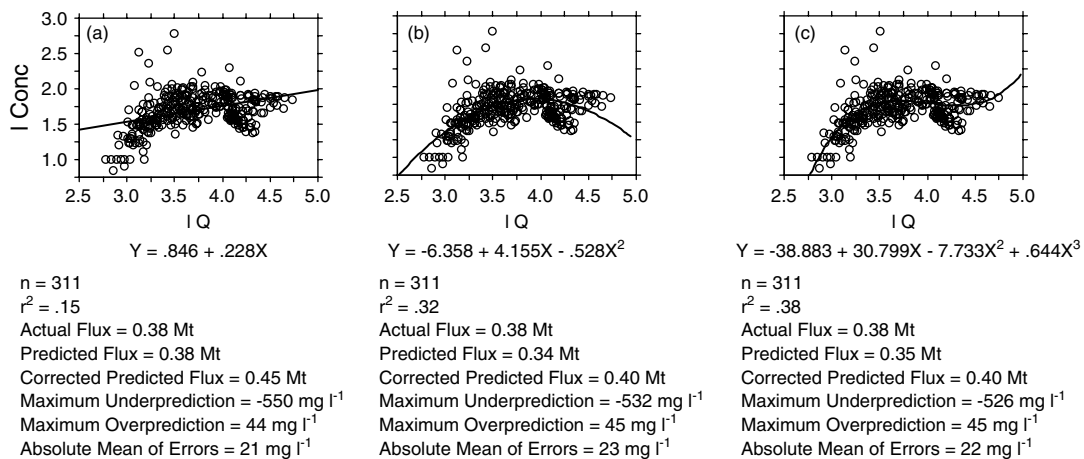 (a)
l Conc
3.0
2.5
2.0
1.5
1.0
2.5 3.0 3.5 4.0 4.5 5.0
l Q
Y = .846 + .228X
n = 311
r² = .15
Actual Flux = 0.38 Mt
Predicted Flux = 0.38 Mt
Corrected Predicted Flux = 0.45 Mt
Maximum Underprediction = -550 mg l⁻¹
Maximum Overprediction = 44 mg l⁻¹
Absolute Mean of Errors = 21 mg l⁻¹
(b)
2.5 3.0 3.5 4.0 4.5 5.0
l Q
Y = -6.358 + 4.155X - .528X²
n = 311
r² = .32
Actual Flux = 0.38 Mt
Predicted Flux = 0.34 Mt
Corrected Predicted Flux = 0.40 Mt
Maximum Underprediction = -532 mg l⁻¹
Maximum Overprediction = 45 mg l⁻¹
Absolute Mean of Errors = 23 mg l⁻¹
(c)
2.5 3.0 3.5 4.0 4.5 5.0
l Q
Y = -38.883 + 30.799X - 7.733X² + .644X³
n = 311
r² = .38
Actual Flux = 0.38 Mt
Predicted Flux = 0.35 Mt
Corrected Predicted Flux = 0.40 Mt
Maximum Underprediction = -526 mg l⁻¹
Maximum Overprediction = 45 mg l⁻¹
Absolute Mean of Errors = 22 mg l⁻¹